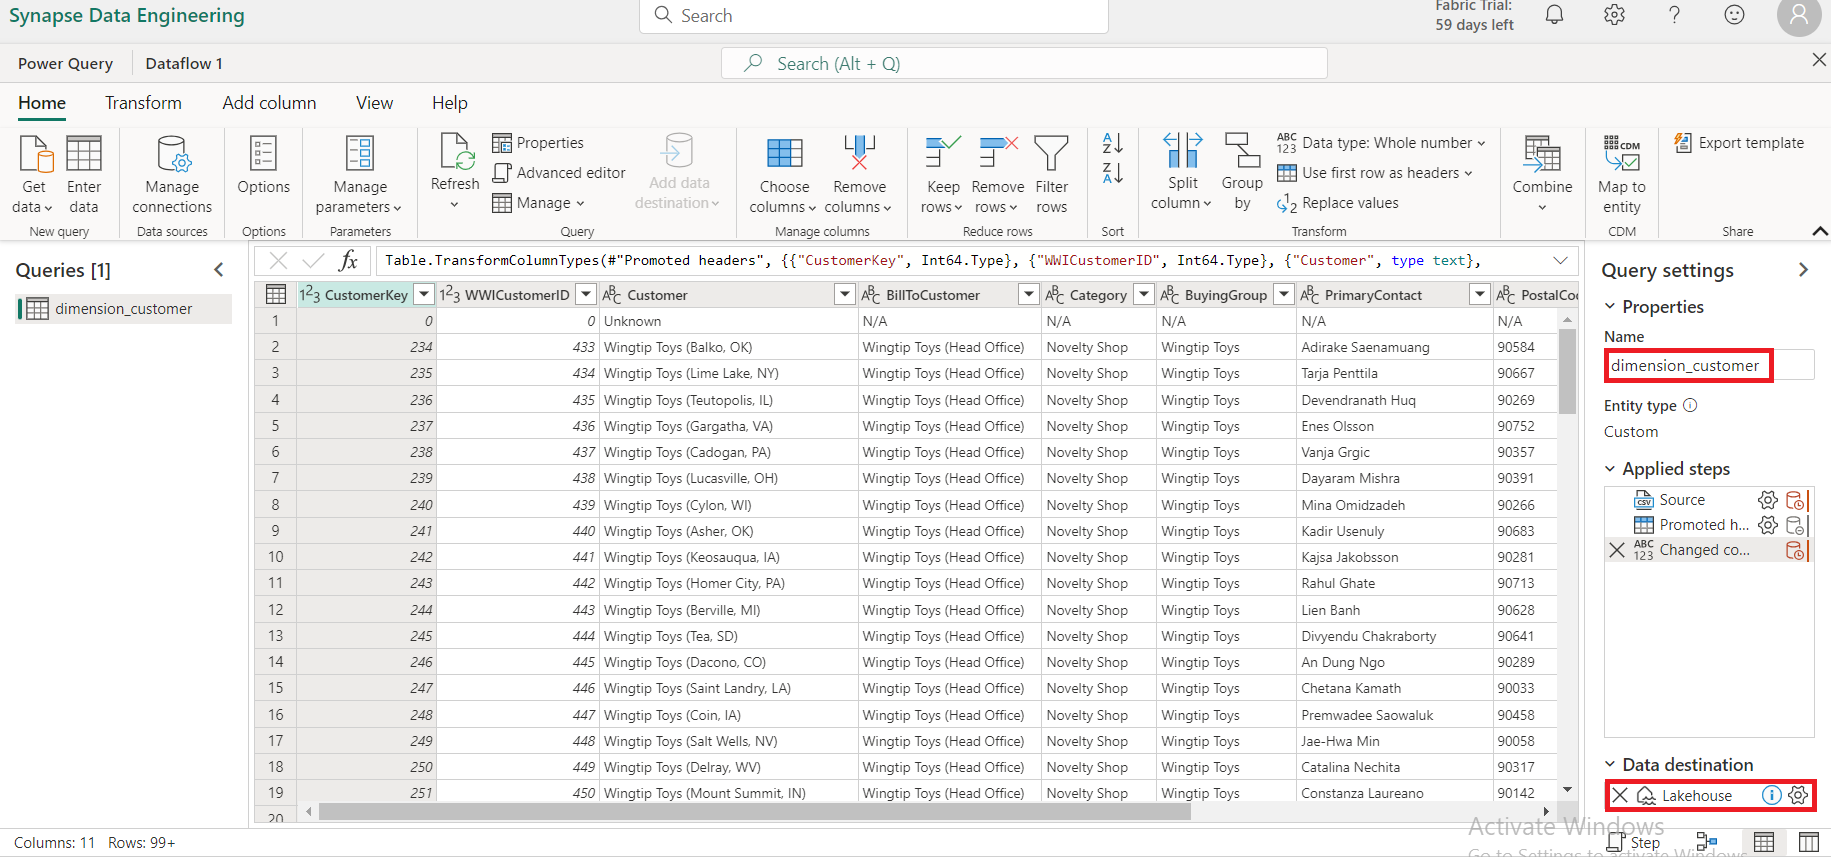 Synapse Data Engineering
Search
Fabric Trial:
59 days left
Power Query
Dataflow 1
Search (Alt + Q)
Home Transform Add column View Help
Get data
Enter data
New query
Manage connections
Data sources
Options
Options
Manage parameters
Parameters
Refresh
Properties
Advanced editor
Manage
Add data destination
Query
Choose columns
Remove columns
Manage columns
Keep rows
Remove rows
Filter rows
Reduce rows
Sort
Split column
Group by
Data type: Whole number
Use first row as headers
Replace values
Transform
Combine
Map to entity
CDM
Export template
Share
Queries [1]
dimension_customer
fx Table.TransformColumnTypes(#"Promoted headers", {{"CustomerKey", Int64.Type}, {"WWICustomerID", Int64.Type}, {"Customer", type text},
CustomerKey WWICustomerID Customer BillToCustomer Category BuyingGroup PrimaryContact PostalCo
1 0 0 Unknown N/A N/A N/A N/A N/A
2 234 433 Wingtip Toys (Balko, OK) Wingtip Toys (Head Office) Novelty Shop Wingtip Toys Adirake Saenamuang 90584
3 235 434 Wingtip Toys (Lime Lake, NY) Wingtip Toys (Head Office) Novelty Shop Wingtip Toys Tarja Penttila 90667
4 236 435 Wingtip Toys (Teutopolis, IL) Wingtip Toys (Head Office) Novelty Shop Wingtip Toys Devendranath Huq 90269
5 237 436 Wingtip Toys (Gargatha, VA) Wingtip Toys (Head Office) Novelty Shop Wingtip Toys Enes Olsson 90752
6 238 437 Wingtip Toys (Cadogan, PA) Wingtip Toys (Head Office) Novelty Shop Wingtip Toys Vanja Grgic 90357
7 239 438 Wingtip Toys (Lucasville, OH) Wingtip Toys (Head Office) Novelty Shop Wingtip Toys Dayaram Mishra 90391
8 240 439 Wingtip Toys (Cylon, WI) Wingtip Toys (Head Office) Novelty Shop Wingtip Toys Mina Omidzadeh 90266
9 241 440 Wingtip Toys (Asher, OK) Wingtip Toys (Head Office) Novelty Shop Wingtip Toys Kadir Usenuly 90683
10 242 441 Wingtip Toys (Keosauqua, IA) Wingtip Toys (Head Office) Novelty Shop Wingtip Toys Kajsa Jakobsson 90281
11 243 442 Wingtip Toys (Homer City, PA) Wingtip Toys (Head Office) Novelty Shop Wingtip Toys Rahul Ghate 90713
12 244 443 Wingtip Toys (Berville, MI) Wingtip Toys (Head Office) Novelty Shop Wingtip Toys Lien Banh 90628
13 245 444 Wingtip Toys (Tea, SD) Wingtip Toys (Head Office) Novelty Shop Wingtip Toys Divyendu Chakraborty 90641
14 246 445 Wingtip Toys (Dacono, CO) Wingtip Toys (Head Office) Novelty Shop Wingtip Toys An Dung Ngo 90289
15 247 446 Wingtip Toys (Saint Landry, LA) Wingtip Toys (Head Office) Novelty Shop Wingtip Toys Chetana Kamath 90033
16 248 447 Wingtip Toys (Coin, IA) Wingtip Toys (Head Office) Novelty Shop Wingtip Toys Premwadee Saowaluk 90458
17 249 448 Wingtip Toys (Salt Wells, NV) Wingtip Toys (Head Office) Novelty Shop Wingtip Toys Jae-Hwa Min 90058
18 250 449 Wingtip Toys (Delray, WV) Wingtip Toys (Head Office) Novelty Shop Wingtip Toys Catalina Nechita 90317
19 251 450 Wingtip Toys (Mount Summit, IN) Wingtip Toys (Head Office) Novelty Shop Wingtip Toys Constanza Laureano 90142
20
Query settings
Properties
Name
dimension_customer
Entity type
Custom
Applied steps
Source
Promoted h...
Changed co...
Data destination
Lakehouse
Activate Windows
Go to Settings to activate Windows.
Columns: 11 Rows: 99+
Step